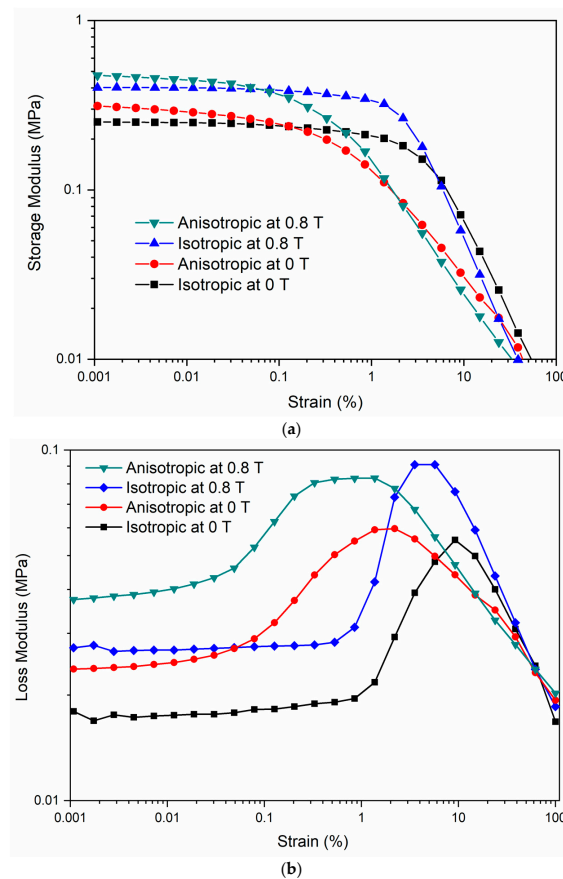 1
0.1
0.01
Storage Modulus (MPa)
Anisotropic at 0.8 T
Isotropic at 0.8 T
Anisotropic at 0 T
Isotropic at 0 T
0.001 0.01 0.1 1 10 100
Strain (%)
(a)
0.1
0.01
Loss Modulus (MPa)
Anisotropic at 0.8 T
Isotropic at 0.8 T
Anisotropic at 0 T
Isotropic at 0 T
0.001 0.01 0.1 1 10 100
Strain (%)
(b)